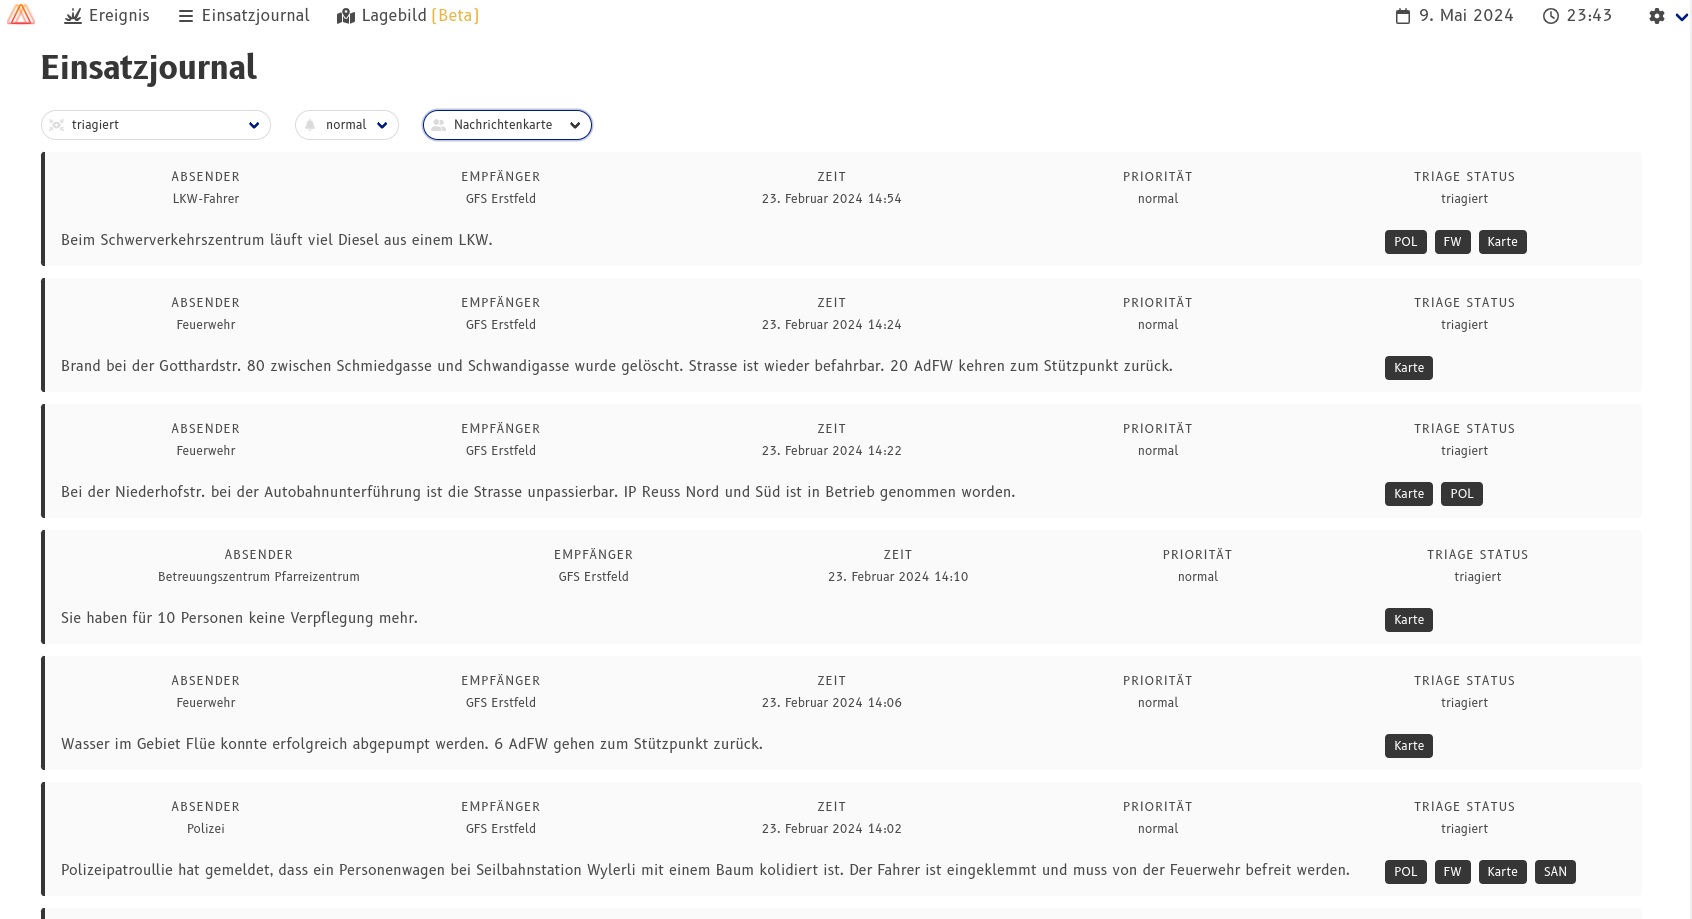 Ereignis Einsatzjournal Lagebild (Beta) 9. Mai 2024 23:43
Einsatzjournal
triagiert normal Nachrichtenkarte
ABSENDER EMPFÄNGER ZEIT PRIORITÄT TRIAGE STATUS
LKW-Fahrer GFS Erstfeld 23. Februar 2024 14:54 normal triagiert
Beim Schwerverkehrszentrum läuft viel Diesel aus einem LKW. POL FW Karte
ABSENDER EMPFÄNGER ZEIT PRIORITÄT TRIAGE STATUS
Feuerwehr GFS Erstfeld 23. Februar 2024 14:24 normal triagiert
Brand bei der Gotthardstr. 80 zwischen Schmiedgasse und Schwandigasse wurde gelöscht. Strasse ist wieder befahrbar. 20 AdFW kehren zum Stützpunkt zurück. Karte
ABSENDER EMPFÄNGER ZEIT PRIORITÄT TRIAGE STATUS
Feuerwehr GFS Erstfeld 23. Februar 2024 14:22 normal triagiert
Bei der Niederhofstr. bei der Autobahnunterführung ist die Strasse unpassierbar. IP Reuss Nord und Süd ist in Betrieb genommen worden. Karte POL
ABSENDER EMPFÄNGER ZEIT PRIORITÄT TRIAGE STATUS
Betreuungszentrum Pfarreizentrum GFS Erstfeld 23. Februar 2024 14:10 normal triagiert
Sie haben für 10 Personen keine Verpflegung mehr. Karte
ABSENDER EMPFÄNGER ZEIT PRIORITÄT TRIAGE STATUS
Feuerwehr GFS Erstfeld 23. Februar 2024 14:06 normal triagiert
Wasser im Gebiet Flüe konnte erfolgreich abgepumpt werden. 6 AdFW gehen zum Stützpunkt zurück. Karte
ABSENDER EMPFÄNGER ZEIT PRIORITÄT TRIAGE STATUS
Polizei GFS Erstfeld 23. Februar 2024 14:02 normal triagiert
Polizeipatroullie hat gemeldet, dass ein Personenwagen bei Seilbahnstation Wylerli mit einem Baum kolidiert ist. Der Fahrer ist eingeklemmt und muss von der Feuerwehr befreit werden. POL FW Karte SAN